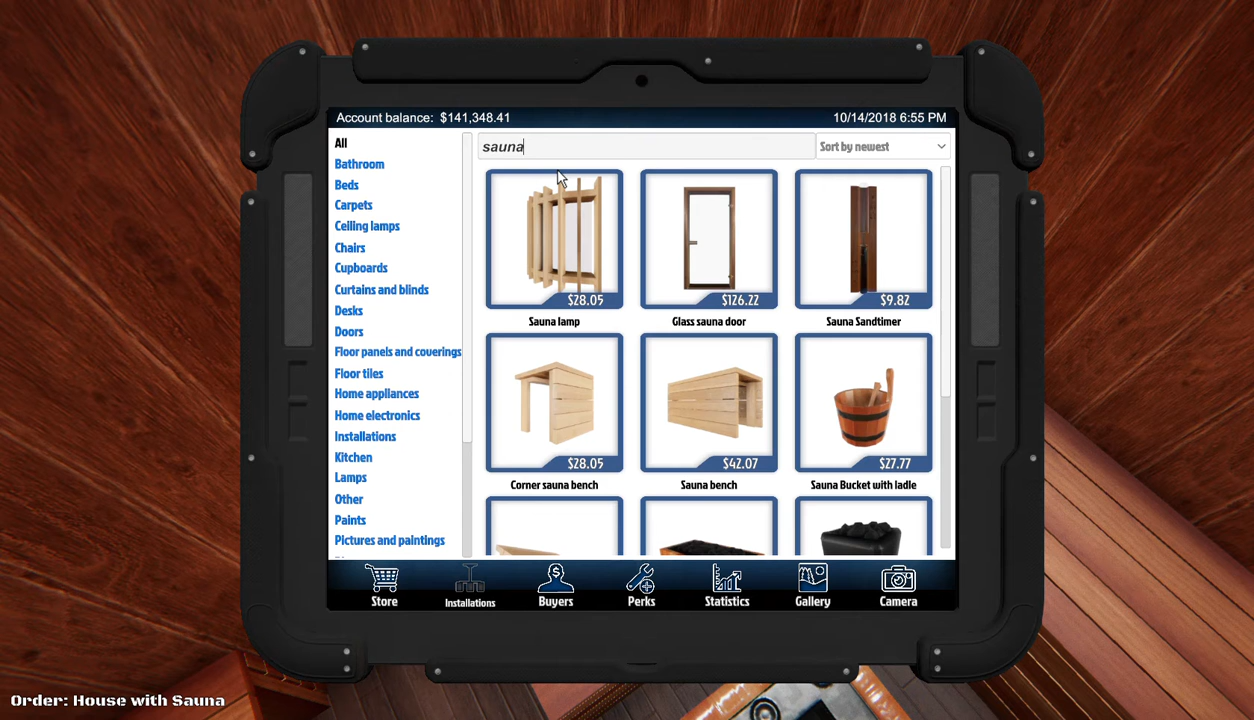 Account balance: $141,348.41
10/14/2018 6:55 PM
All
Bathroom
Beds
Carpets
Ceiling lamps
Chairs
Cupboards
Curtains and blinds
Desks
Doors
Floor panels and coverings
Floor tiles
Home appliances
Home electronics
Installations
Kitchen
Lamps
Other
Paints
Pictures and paintings
sauna
Sort by newest
$28.05
Sauna lamp
$126.22
Glass sauna door
$9.82
Sauna Sandtimer
$28.05
Corner sauna bench
$42.07
Sauna bench
$27.77
Sauna Bucket with ladle
Store
Installations
Buyers
Perks
Statistics
Gallery
Camera
Order: House with Sauna